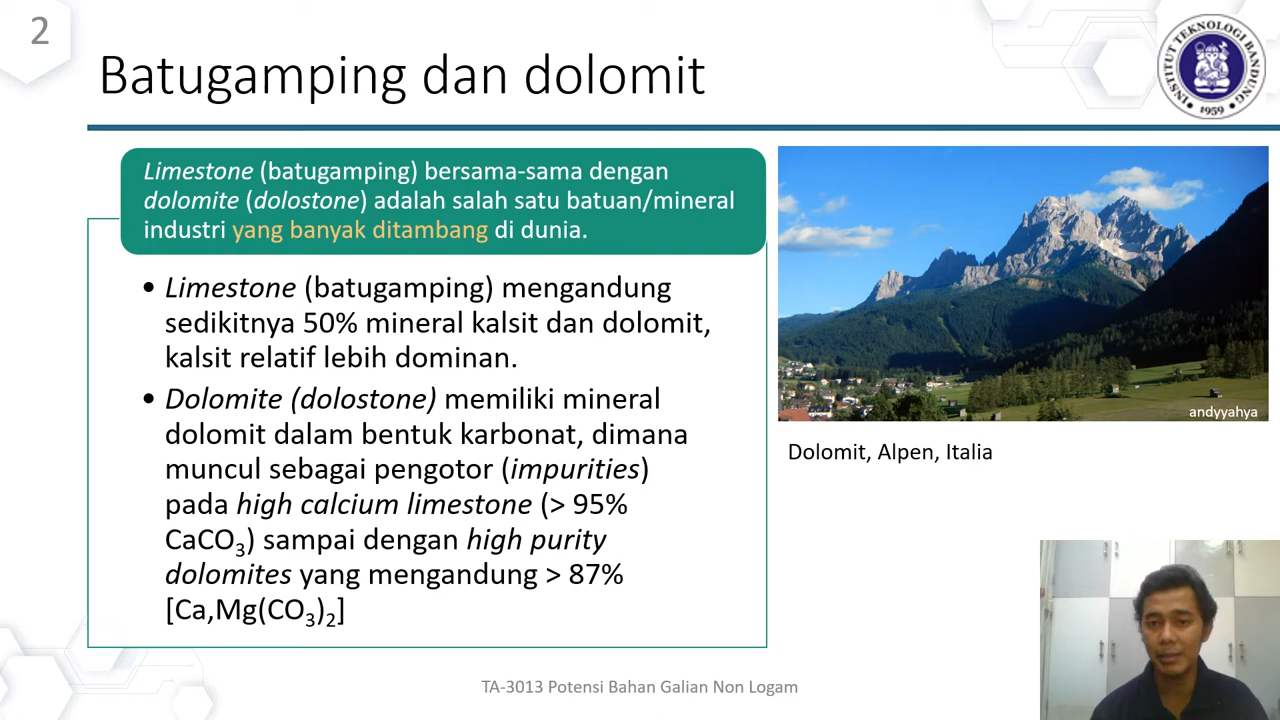 2
Batugamping dan dolomit
INSTITUT TEKNOLOGI BANDUNG
1959
Limestone (batugamping) bersama-sama dengan
dolomite (dolostone) adalah salah satu batuan/mineral
industri yang banyak ditambang di dunia.
• Limestone (batugamping) mengandung
sedikitnya 50% mineral kalsit dan dolomit,
kalsit relatif lebih dominan.
• Dolomite (dolostone) memiliki mineral
dolomit dalam bentuk karbonat, dimana
muncul sebagai pengotor (impurities)
pada high calcium limestone (> 95%
CaCO₃) sampai dengan high purity
dolomites yang mengandung > 87%
[Ca,Mg(CO₃)₂]
andyyahya
Dolomit, Alpen, Italia
TA-3013 Potensi Bahan Galian Non Logam